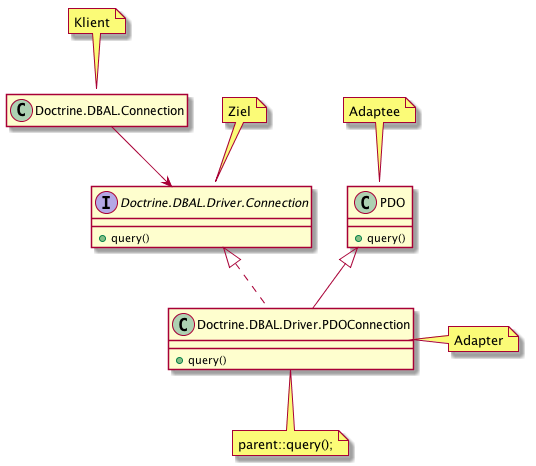 Klient
C Doctrine.DBAL.Connection
Ziel
Adaptee
I Doctrine.DBAL.Driver.Connection
query()
C PDO
query()
C Doctrine.DBAL.Driver.PDOConnection
query()
Adapter
parent::query();